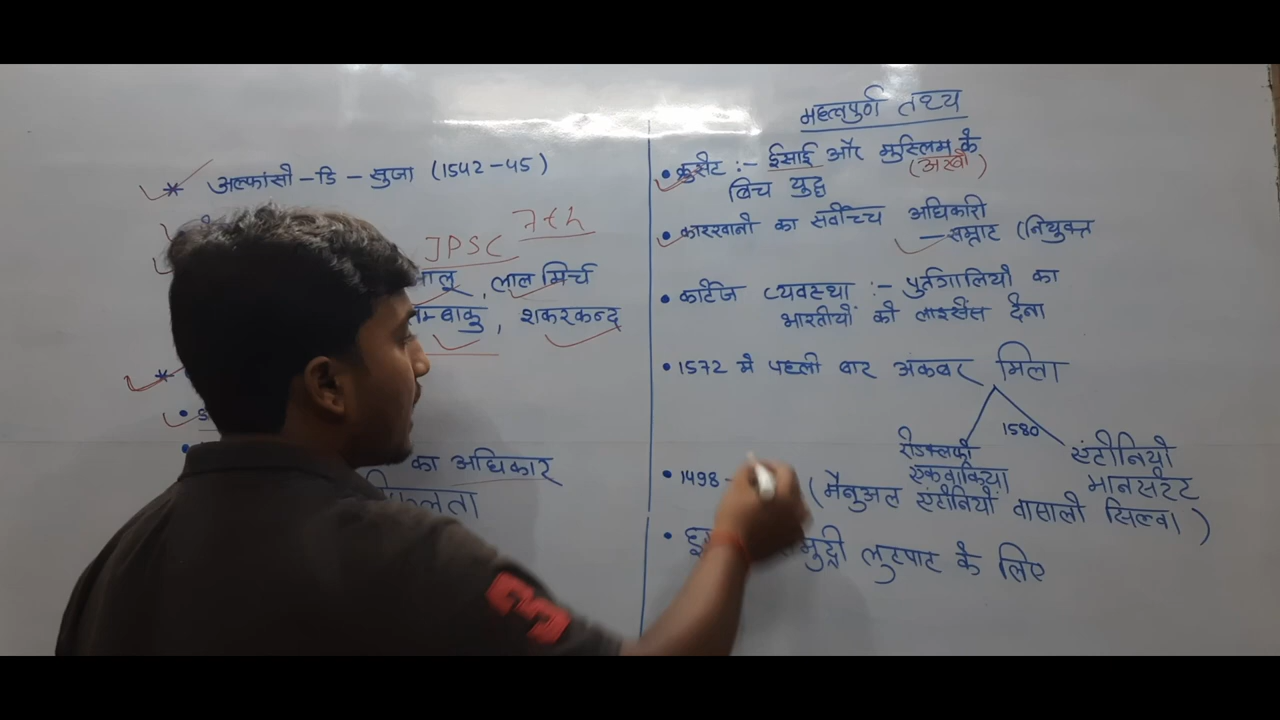 * अल्फांसो-डि-सुजा (1542-45)
JPSC 7th
आलू, लाल मिर्च
तम्बाकु, शकरकन्द
का अधिकार
महत्वपुर्ण तथ्य
• क्रुसेट :- ईसाई और मुस्लिम के
(अरबो)
बिच युद्ध
• कारखानो का सर्वोच्च अधिकारी
- सम्राट (नियुक्त
• कार्टेज व्यवस्था :- पुर्तगालियो का
भारतीयों को लाइसेंस देना
• 1572 मे पहली बार अकबर मिला
1580
रोडल्फो एंटोनियो
एकवाकिया मानसरेट
• 1498 - (मैनुअल एंटोनियो वासालो सिल्वा)
समुद्री लुटपाट के लिए